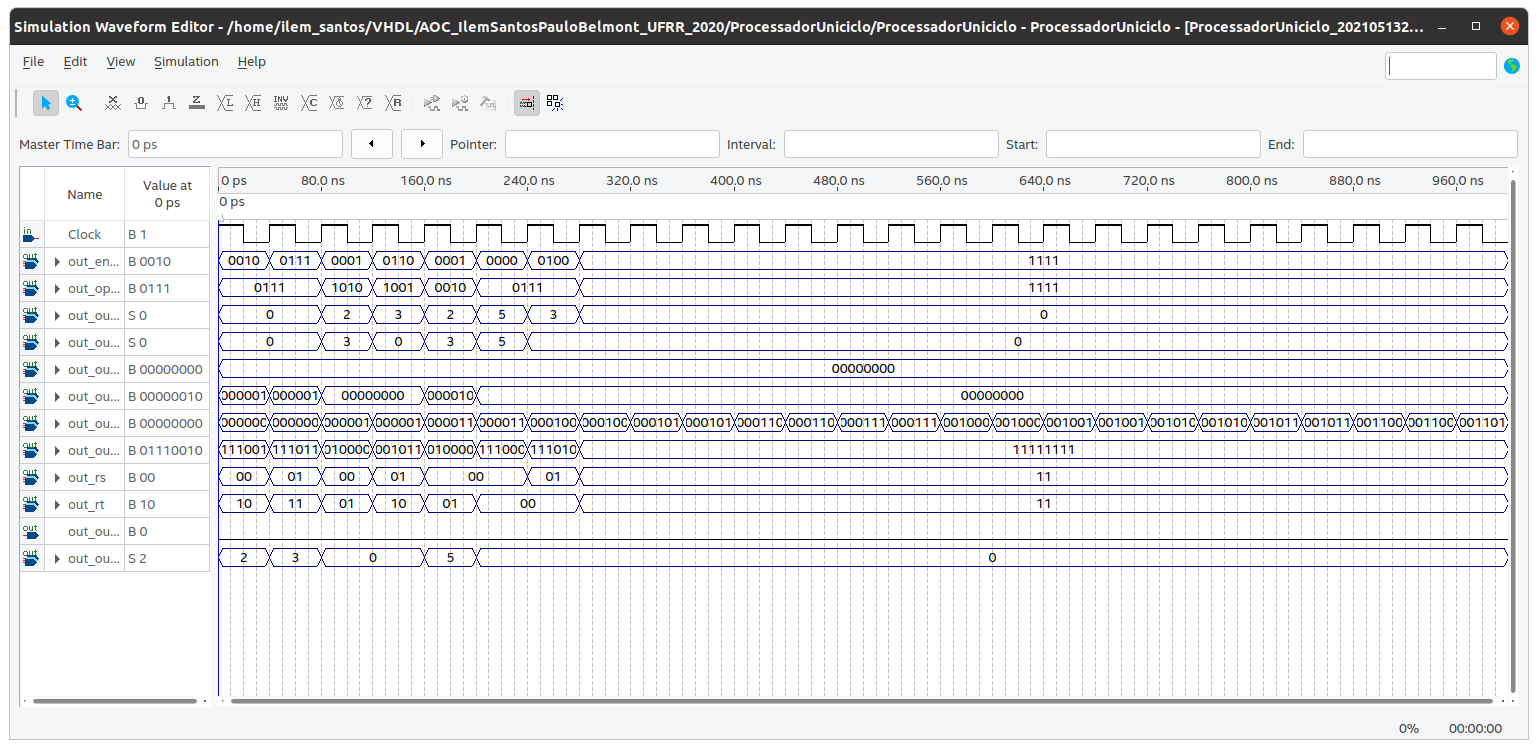 Simulation Waveform Editor - /home/ilem_santos/VHDL/AOC_IlemSantosPauloBelmont_UFRR_2020/ProcessadorUniciclo/ProcessadorUniciclo - ProcessadorUniciclo - [ProcessadorUniciclo_202105132...
File Edit View Simulation Help
X 0 1 Z XL XH INV XC X? XR
Master Time Bar: 0 ps Pointer: Interval: Start: End:
Name Value at 0 ps 0 ps 80.0 ns 160.0 ns 240.0 ns 320.0 ns 400.0 ns 480.0 ns 560.0 ns 640.0 ns 720.0 ns 800.0 ns 880.0 ns 960.0 ns
0 ps
in Clock B 1
out out_en... B 0010 0010 0111 0001 0110 0001 0000 0100 1111
out out_op... B 0111 0111 1010 1001 0010 0111 1111
out out_ou... S 0 0 2 3 2 5 3 0
out out_ou... S 0 0 3 0 3 5 0
out out_ou... B 00000000 00000000
out out_ou... B 00000010 000001 000001 00000000 000010 00000000
out out_ou... B 00000000 000000 000000 000001 000001 000011 000011 000100 000100 000101 000101 000110 000110 000111 000111 001000 001000 001001 001001 001010 001010 001011 001011 001100 001100 001101
out out_ou... B 01110010 111001 111011 010000 001011 010000 111000 111010 11111111
out out_rs B 00 00 01 00 01 00 01 11
out out_rt B 10 10 11 01 10 01 00 11
out out_ou... B 0
out out_ou... S 2 2 3 0 5 0
0% 00:00:00